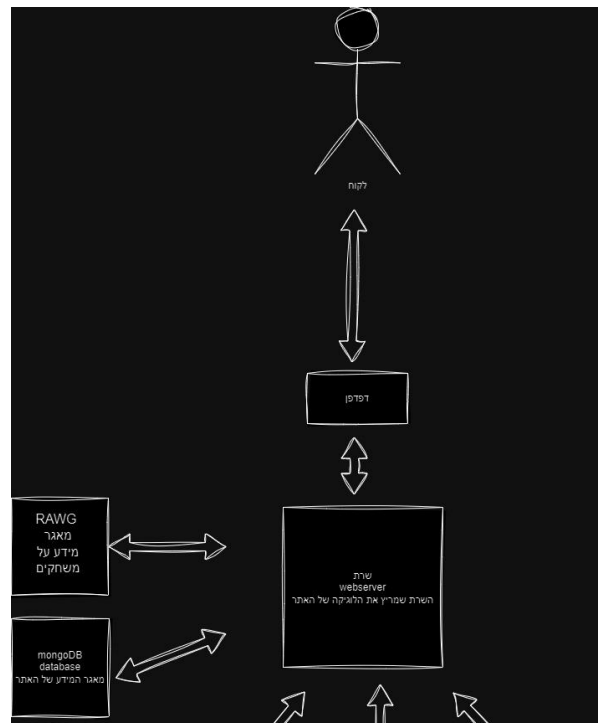 לקוח
דפדפן
RAWG
מאגר
מידע על
משחקים
שרת
webserver
השרת שמריץ את הלוגיקה של האתר
mongoDB
database
מאגר המידע של האתר